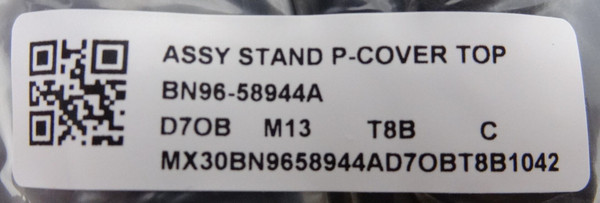 ASSY STAND P-COVER TOP
BN96-58944A
D7OB M13 T8B C
MX30BN9658944AD7OBT8B1042